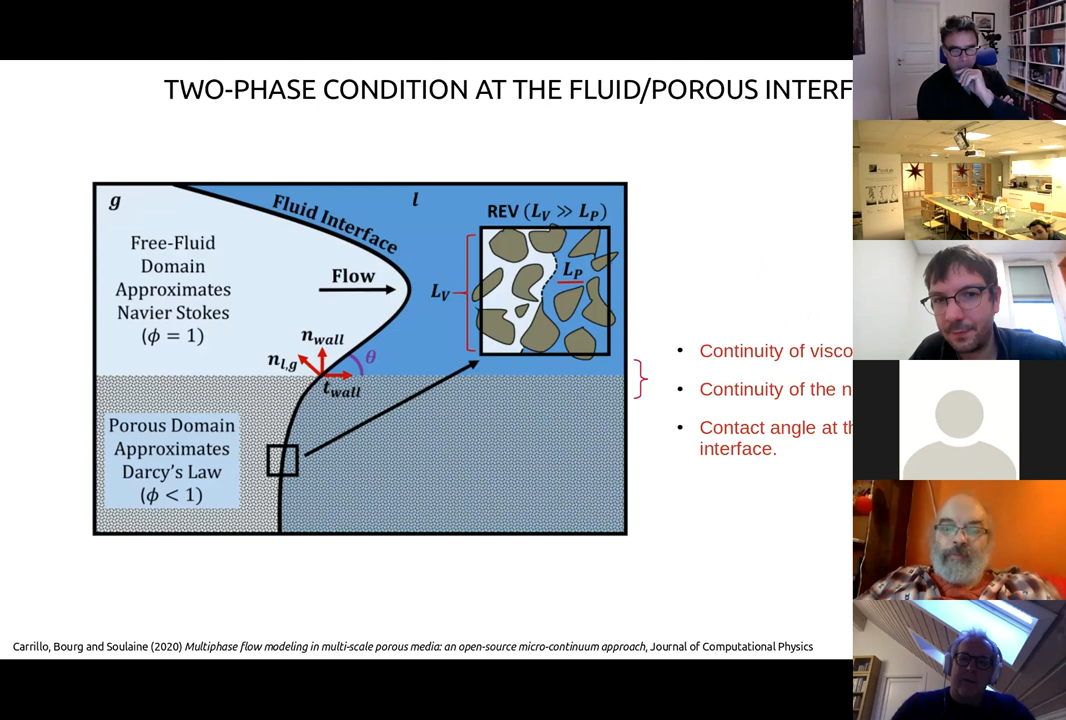 TWO-PHASE CONDITION AT THE FLUID/POROUS
g
Fluid Interface
l
REV (L_V ≫ L_P)
Free-Fluid
Domain
Approximates
Navier Stokes
(ϕ = 1)
Flow
L_V
L_P
n_wall
n_l,g
θ
t_wall
Porous Domain
Approximates
Darcy's Law
(ϕ < 1)
• Continuity of
• Continuity of the
• Contact angle at
interface.
Carrillo, Bourg and Soulaine (2020) Multiphase flow modeling in multi-scale porous media: an open-source micro-continuum approach, Journal of Computational Physics